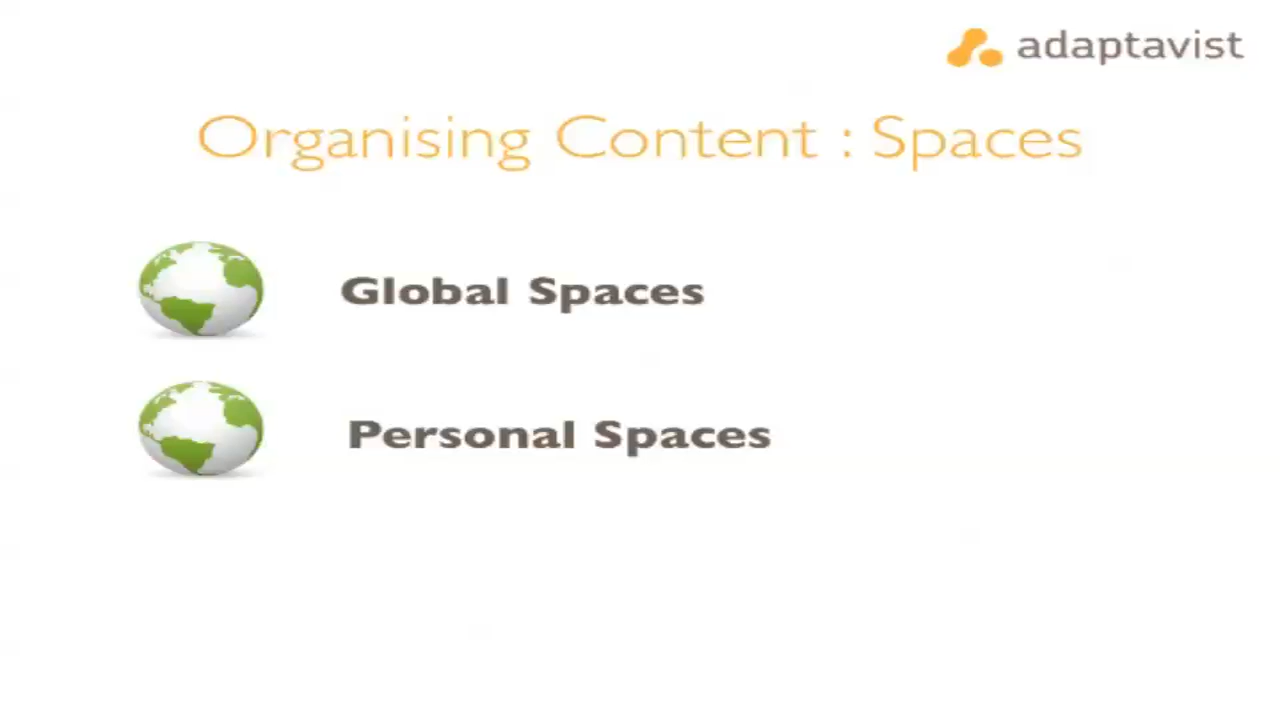 adaptavist
Organising Content : Spaces
Global Spaces
Personal Spaces